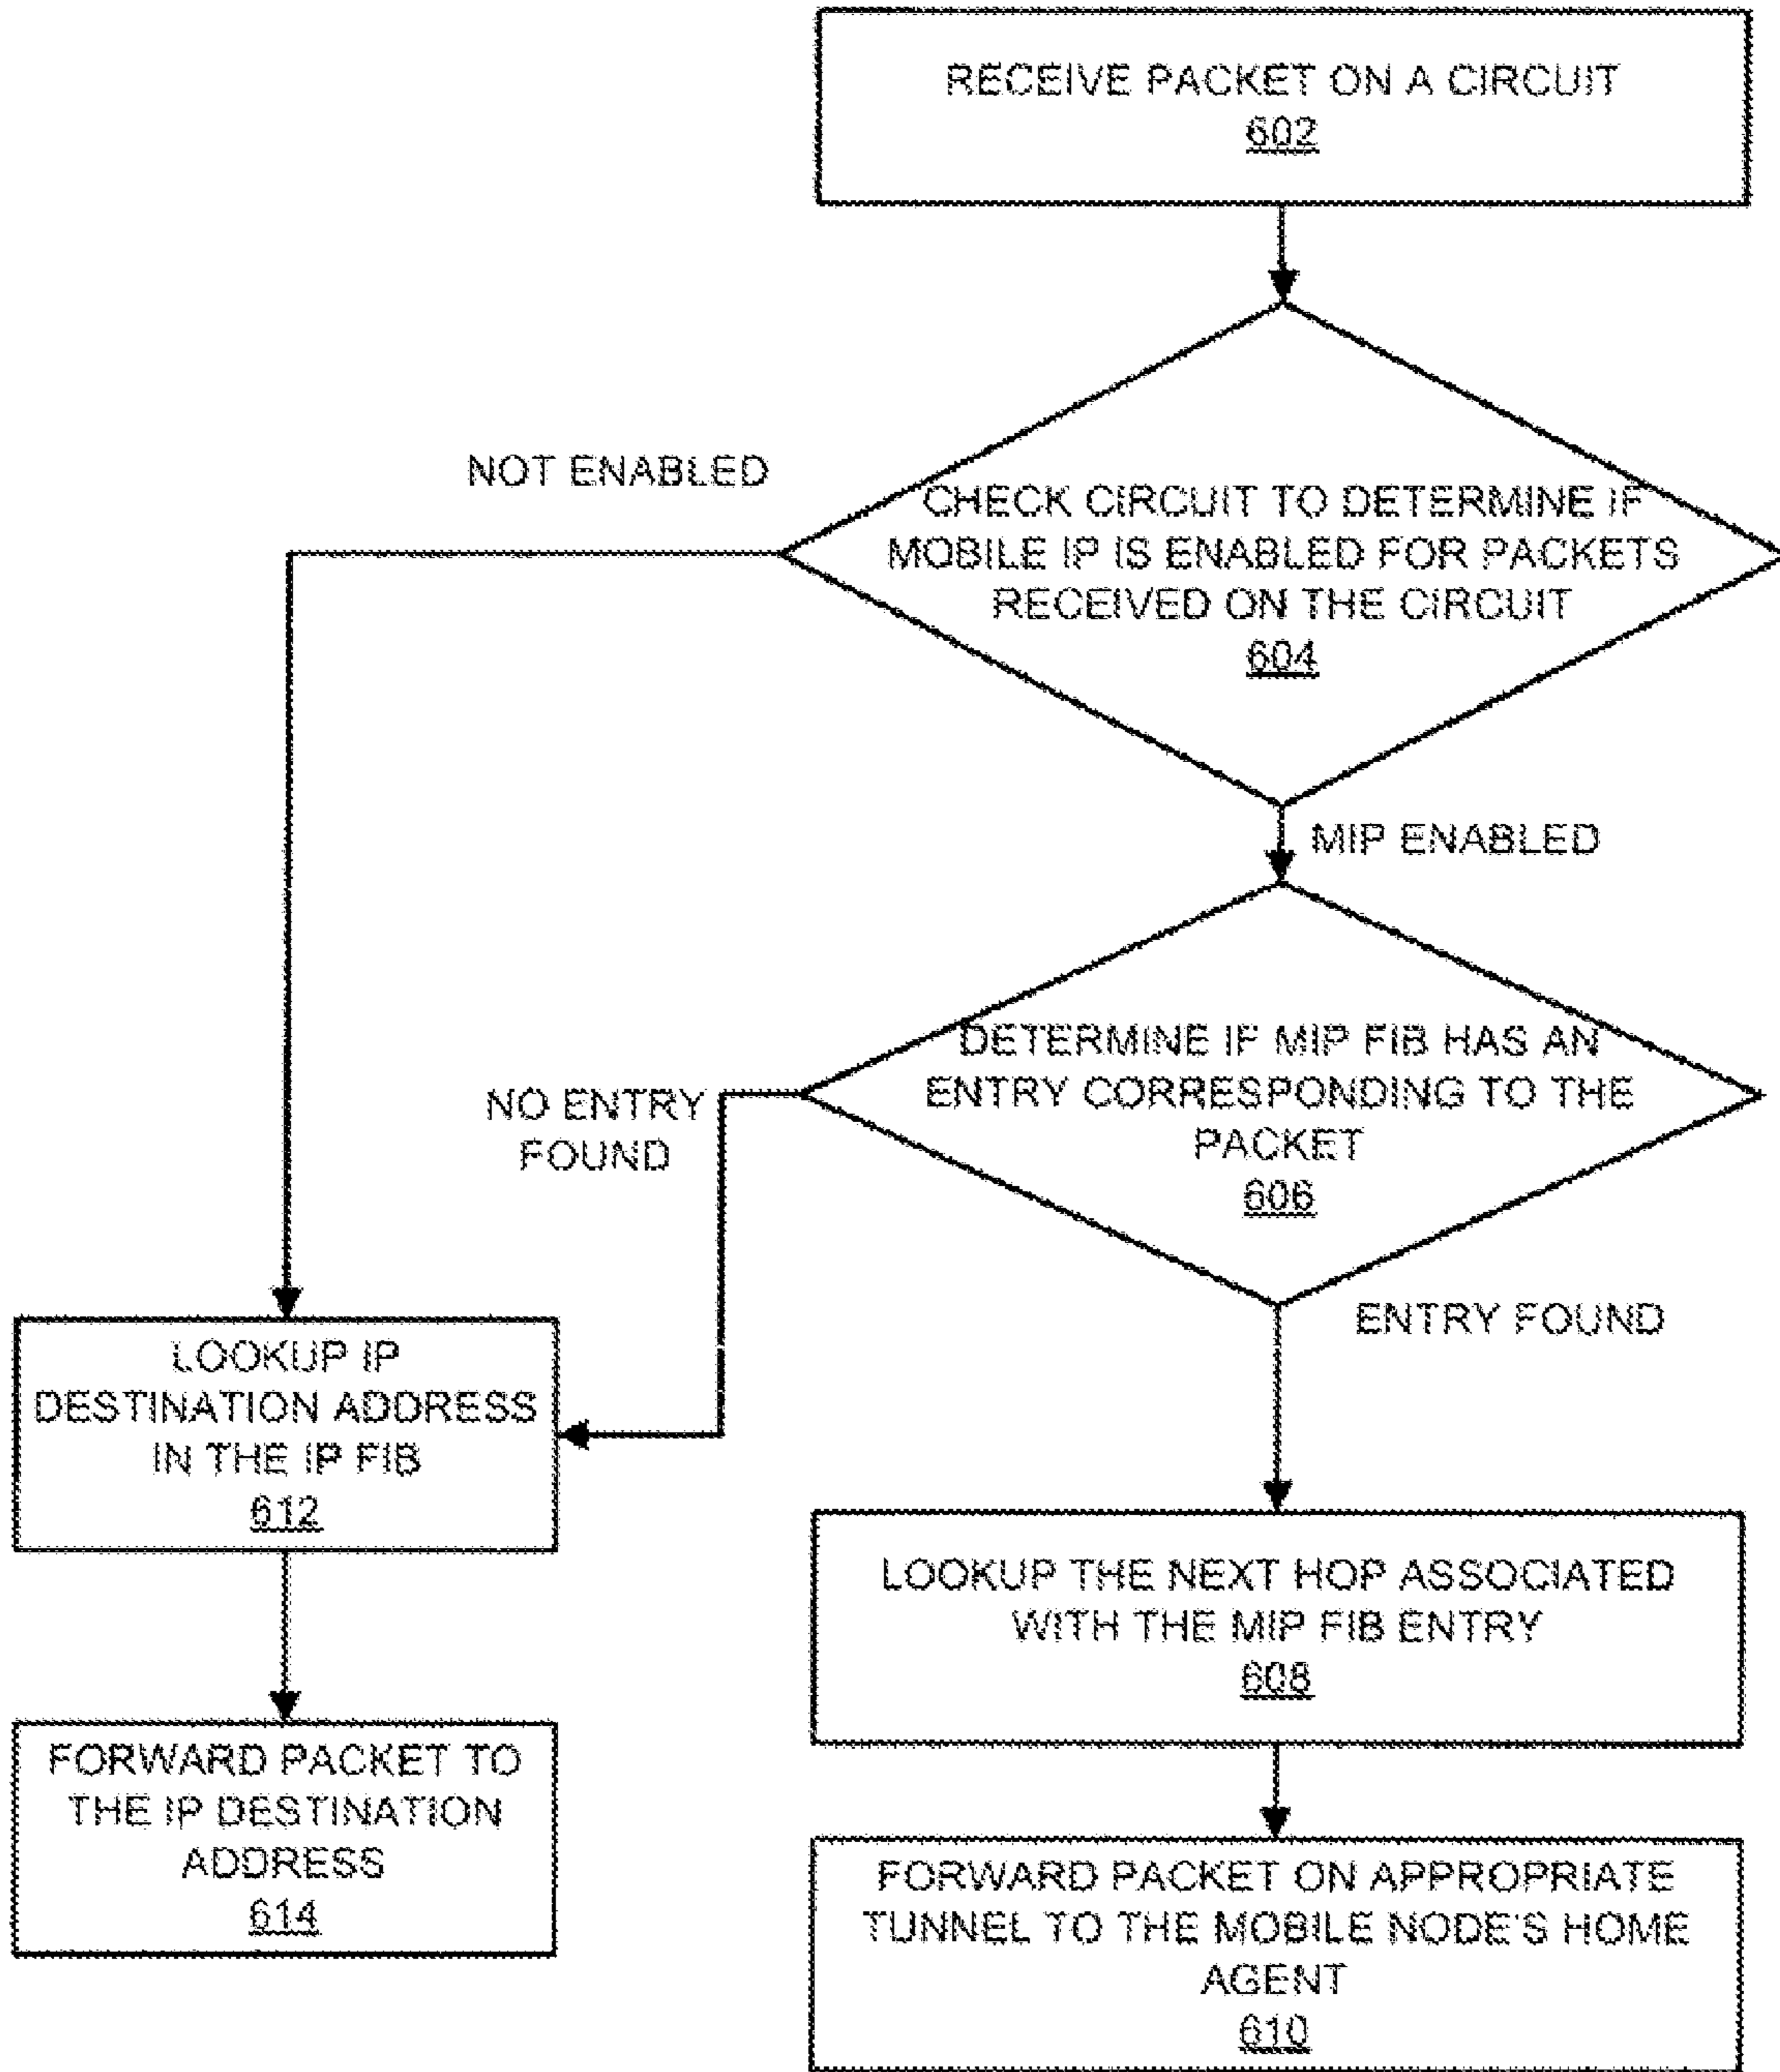 RECEIVE PACKET ON A CIRCUIT
602
NOT ENABLED
CHECK CIRCUIT TO DETERMINE IF
MOBILE IP IS ENABLED FOR PACKETS
RECEIVED ON THE CIRCUIT
604
MIP ENABLED
DETERMINE IF MIP FIB HAS AN
ENTRY CORRESPONDING TO THE
PACKET
606
NO ENTRY
FOUND
ENTRY FOUND
LOOKUP IP
DESTINATION ADDRESS
IN THE IP FIB
612
LOOKUP THE NEXT HOP ASSOCIATED
WITH THE MIP FIB ENTRY
608
FORWARD PACKET TO
THE IP DESTINATION
ADDRESS
614
FORWARD PACKET ON APPROPRIATE
TUNNEL TO THE MOBILE NODE'S HOME
AGENT
610